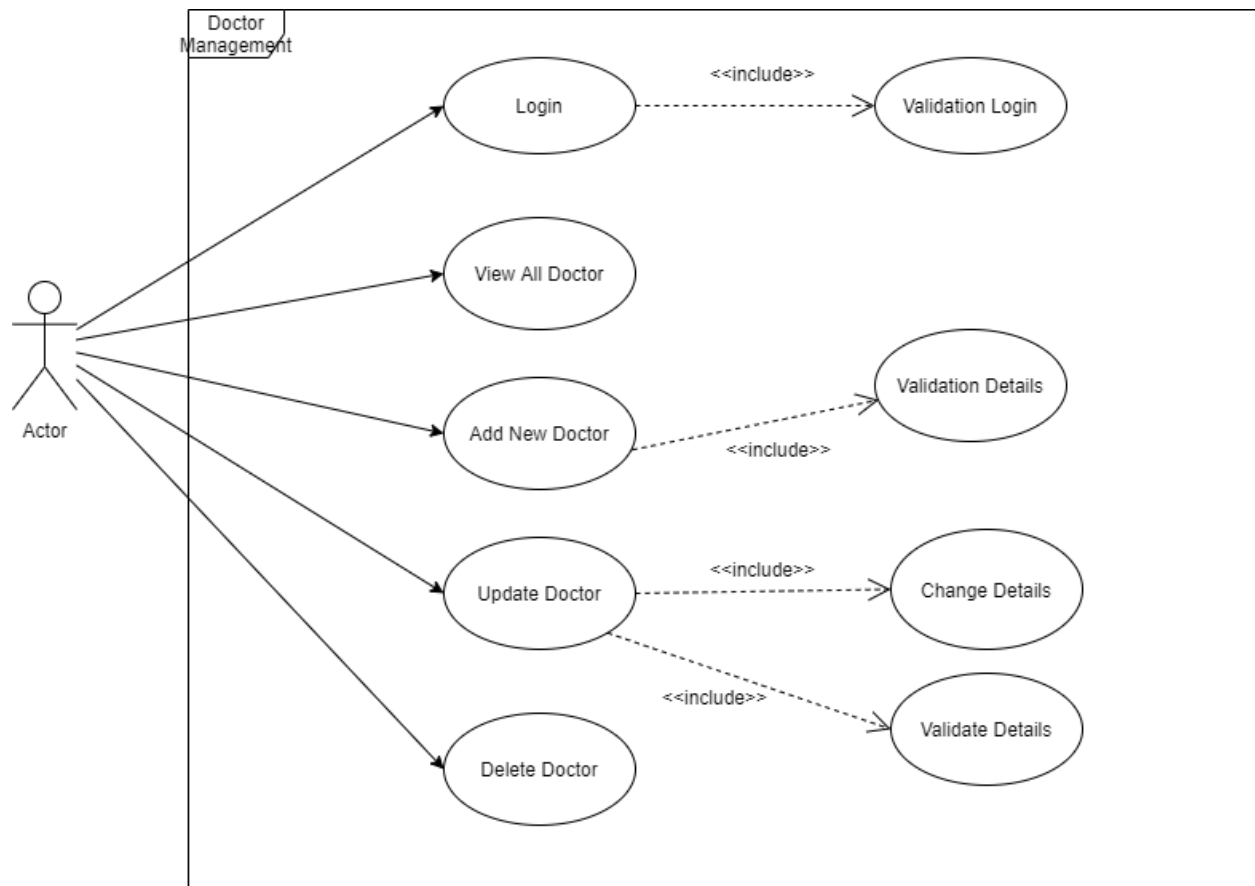 Doctor
Management
Login
<<include>>
Validation Login
View All Doctor
Validation Details
Actor
Add New Doctor
<<include>>
Update Doctor
<<include>>
Change Details
<<include>>
Validate Details
Delete Doctor